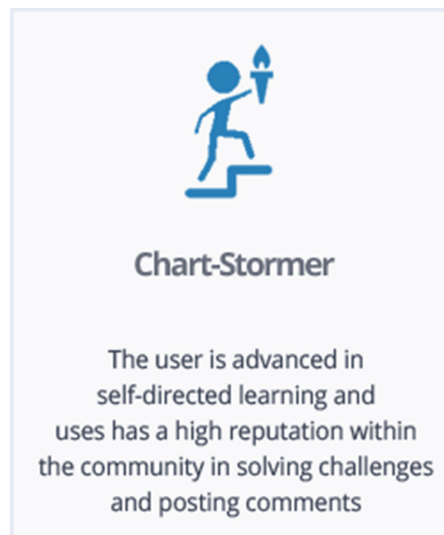 Chart-Stormer
The user is advanced in
self-directed learning and
uses has a high reputation within
the community in solving challenges
and posting comments